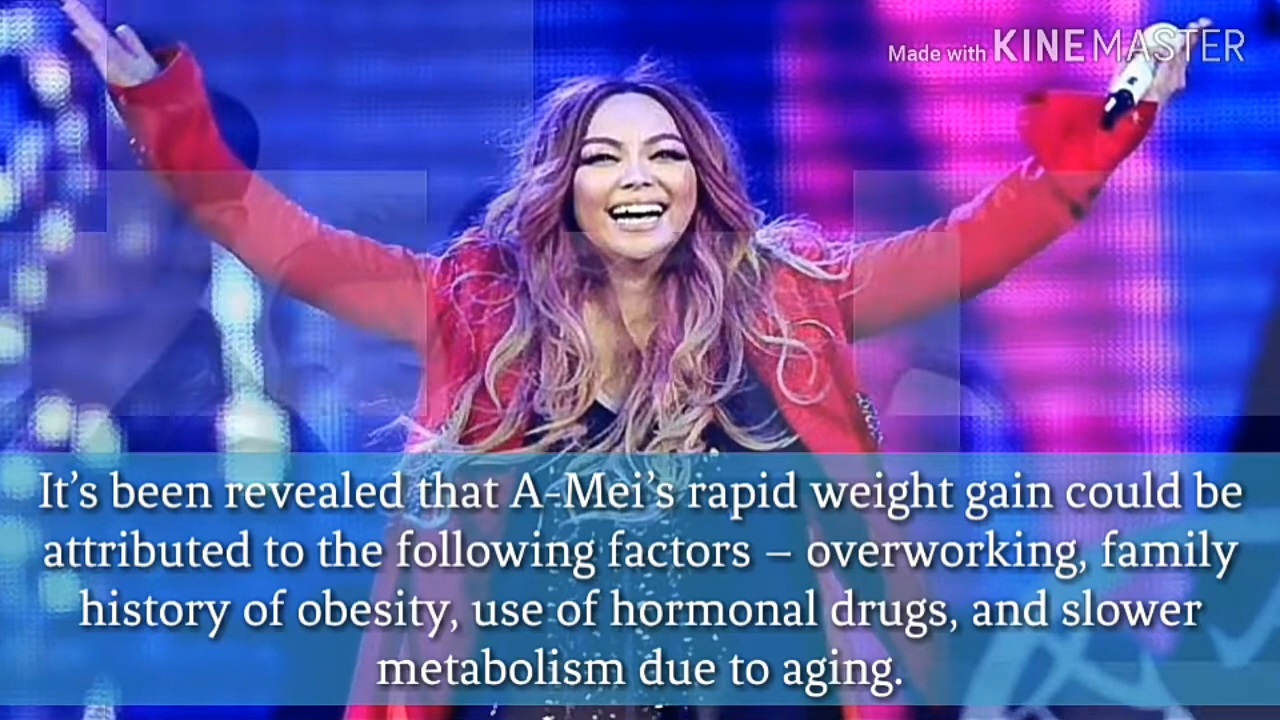 Made with KINEMASTER
It’s been revealed that A-Mei’s rapid weight gain could be
attributed to the following factors – overworking, family
history of obesity, use of hormonal drugs, and slower
metabolism due to aging.